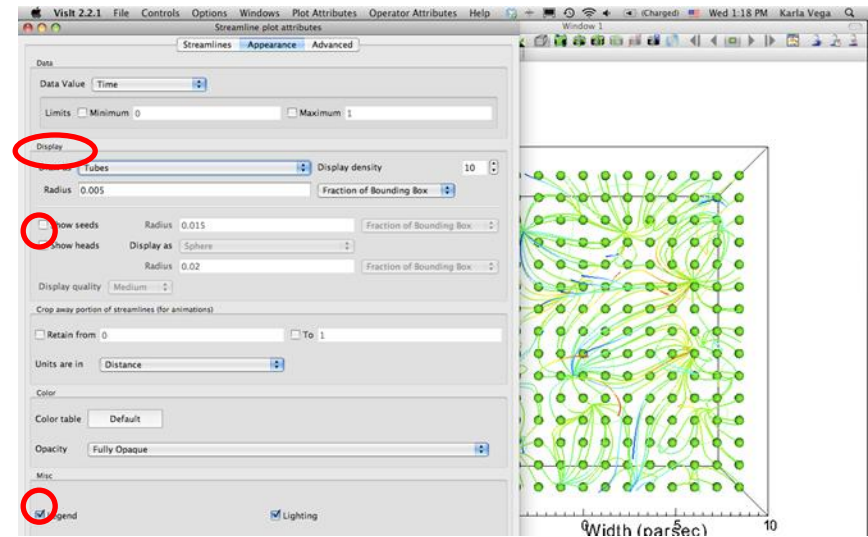 VisIt 2.2.1 File Controls Options Windows Plot Attributes Operator Attributes Help (Charged) Wed 1:18 PM Karla Vega
Streamline plot attributes
Window 1
Streamlines Appearance Advanced
Data
Data Value Time
Limits Minimum 0 Maximum 1
Display
Tubes Display density 10
Radius 0.005 Fraction of Bounding Box
Show seeds Radius 0.015 Fraction of Bounding Box
Show heads Display as Sphere
Radius 0.02 Fraction of Bounding Box
Display quality Medium
Crop away portion of streamlines (for animations)
Retain from 0 To 1
Units are in Distance
Color
Color table Default
Opacity Fully Opaque
Misc
Legend Lighting
0 5 10
Width (parsec)